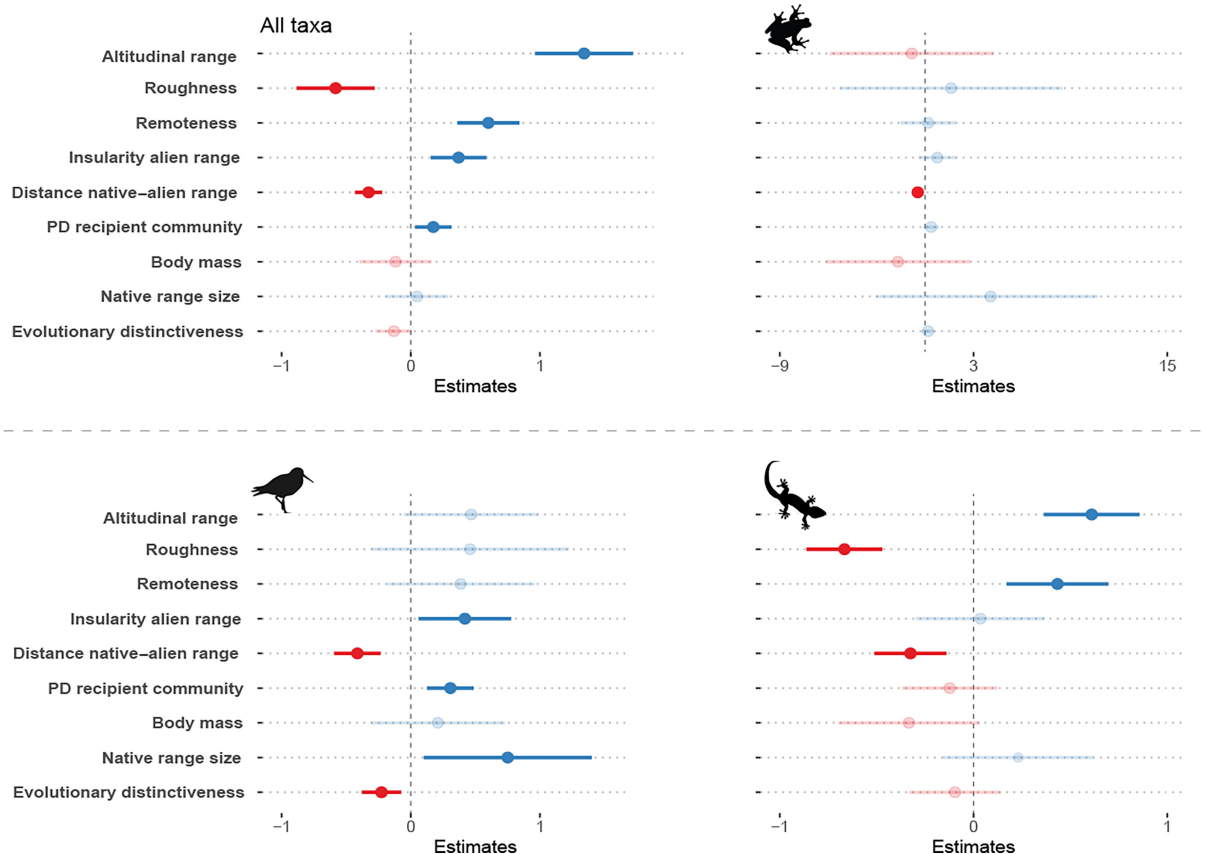 All taxa
Altitudinal range
Roughness
Remoteness
Insularity alien range
Distance native–alien range
PD recipient community
Body mass
Native range size
Evolutionary distinctiveness
−1 0 1
Estimates
−9 3 15
Estimates
Altitudinal range
Roughness
Remoteness
Insularity alien range
Distance native–alien range
PD recipient community
Body mass
Native range size
Evolutionary distinctiveness
−1 0 1
Estimates
−1 0 1
Estimates